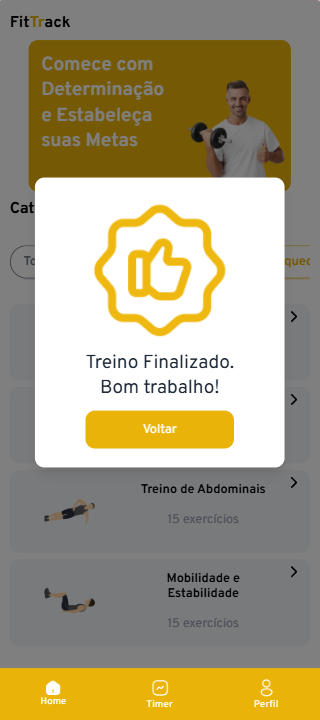 FitTrack
Comece com
Determinação
e Estabeleça
suas Metas
Cat
To
Treino Finalizado.
Bom trabalho!
Voltar
Treino de Abdominais
15 exercícios
Mobilidade e
Estabilidade
15 exercícios
Home
Timer
Perfil